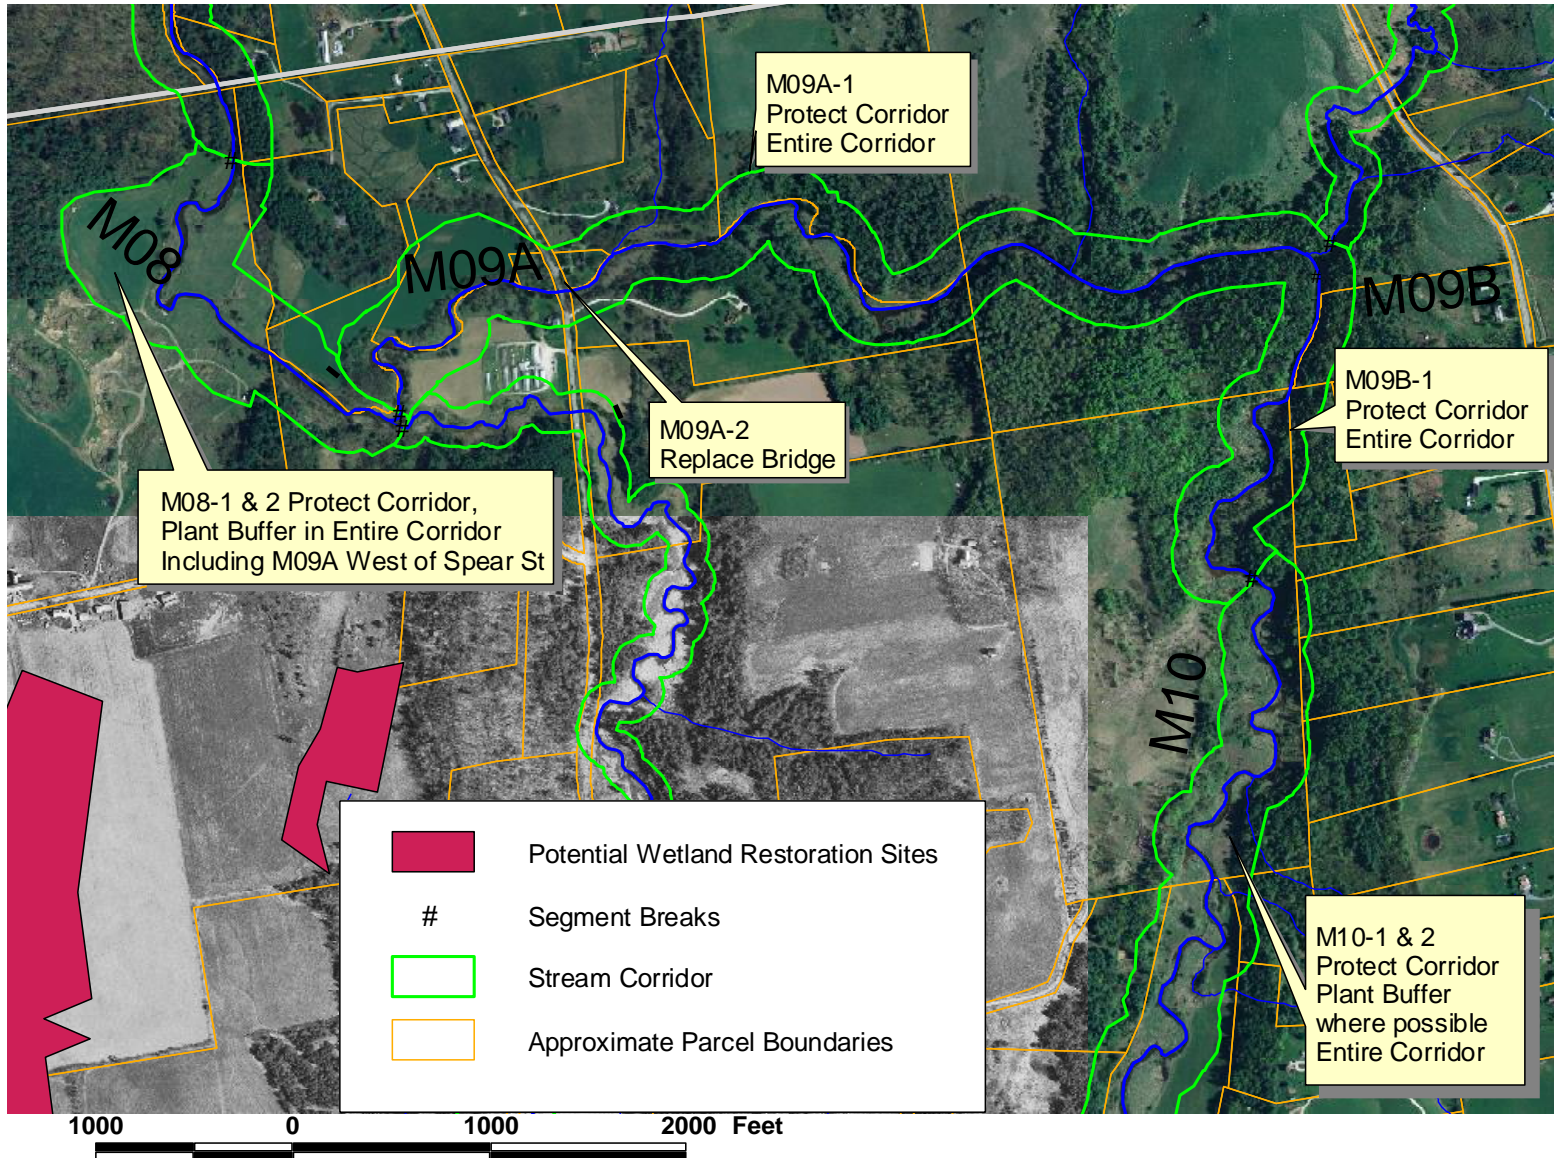 M09A-1
Protect Corridor
Entire Corridor
M08
M09A
M09B
M09B-1
Protect Corridor
Entire Corridor
M09A-2
Replace Bridge
M08-1 & 2 Protect Corridor,
Plant Buffer in Entire Corridor
Including M09A West of Spear St
M10
M10-1 & 2
Protect Corridor
Plant Buffer
where possible
Entire Corridor
Potential Wetland Restoration Sites
# Segment Breaks
Stream Corridor
Approximate Parcel Boundaries
1000 0 1000 2000 Feet